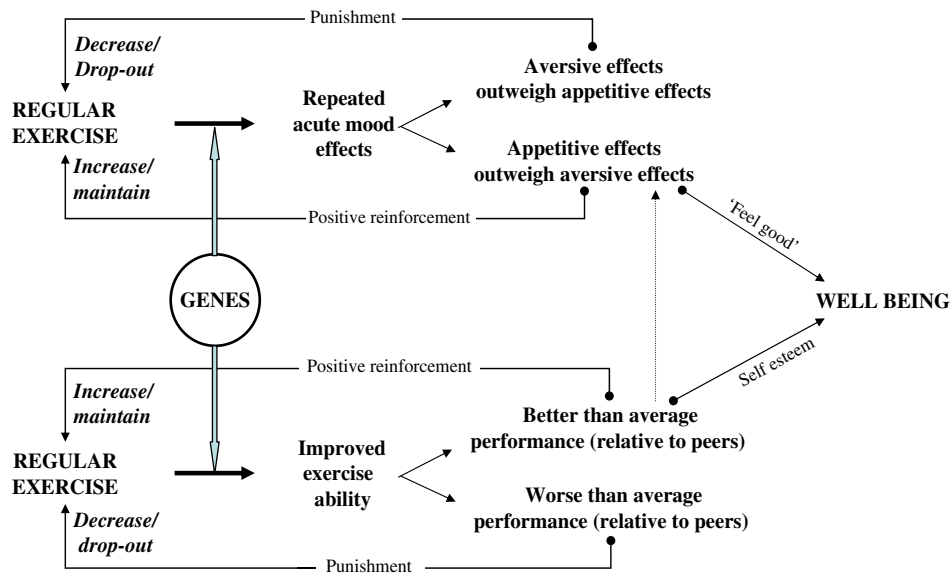 Punishment
Decrease/
Drop-out
Aversive effects
outweigh appetitive effects
REGULAR
EXERCISE
Repeated
acute mood
effects
Increase/
maintain
Appetitive effects
outweigh aversive effects
Positive reinforcement
‘Feel good’
GENES
WELL BEING
Positive reinforcement
Self esteem
Increase/
maintain
Better than average
performance (relative to peers)
REGULAR
EXERCISE
Improved
exercise
ability
Worse than average
performance (relative to peers)
Decrease/
drop-out
Punishment